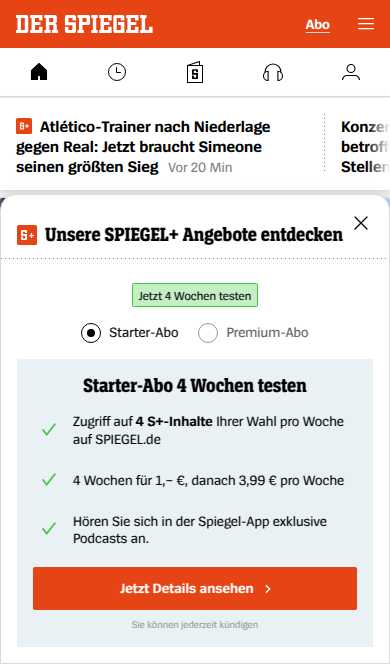 DER SPIEGEL
Abo
S+ Atlético-Trainer nach Niederlage
gegen Real: Jetzt braucht Simeone
seinen größten Sieg Vor 20 Min
Konze
betrof
Stellen
S+ Unsere SPIEGEL+ Angebote entdecken
Jetzt 4 Wochen testen
Starter-Abo
Premium-Abo
Starter-Abo 4 Wochen testen
Zugriff auf 4 S+-Inhalte Ihrer Wahl pro Woche
auf SPIEGEL.de
4 Wochen für 1,– €, danach 3,99 € pro Woche
Hören Sie sich in der Spiegel-App exklusive
Podcasts an.
Jetzt Details ansehen
Sie können jederzeit kündigen